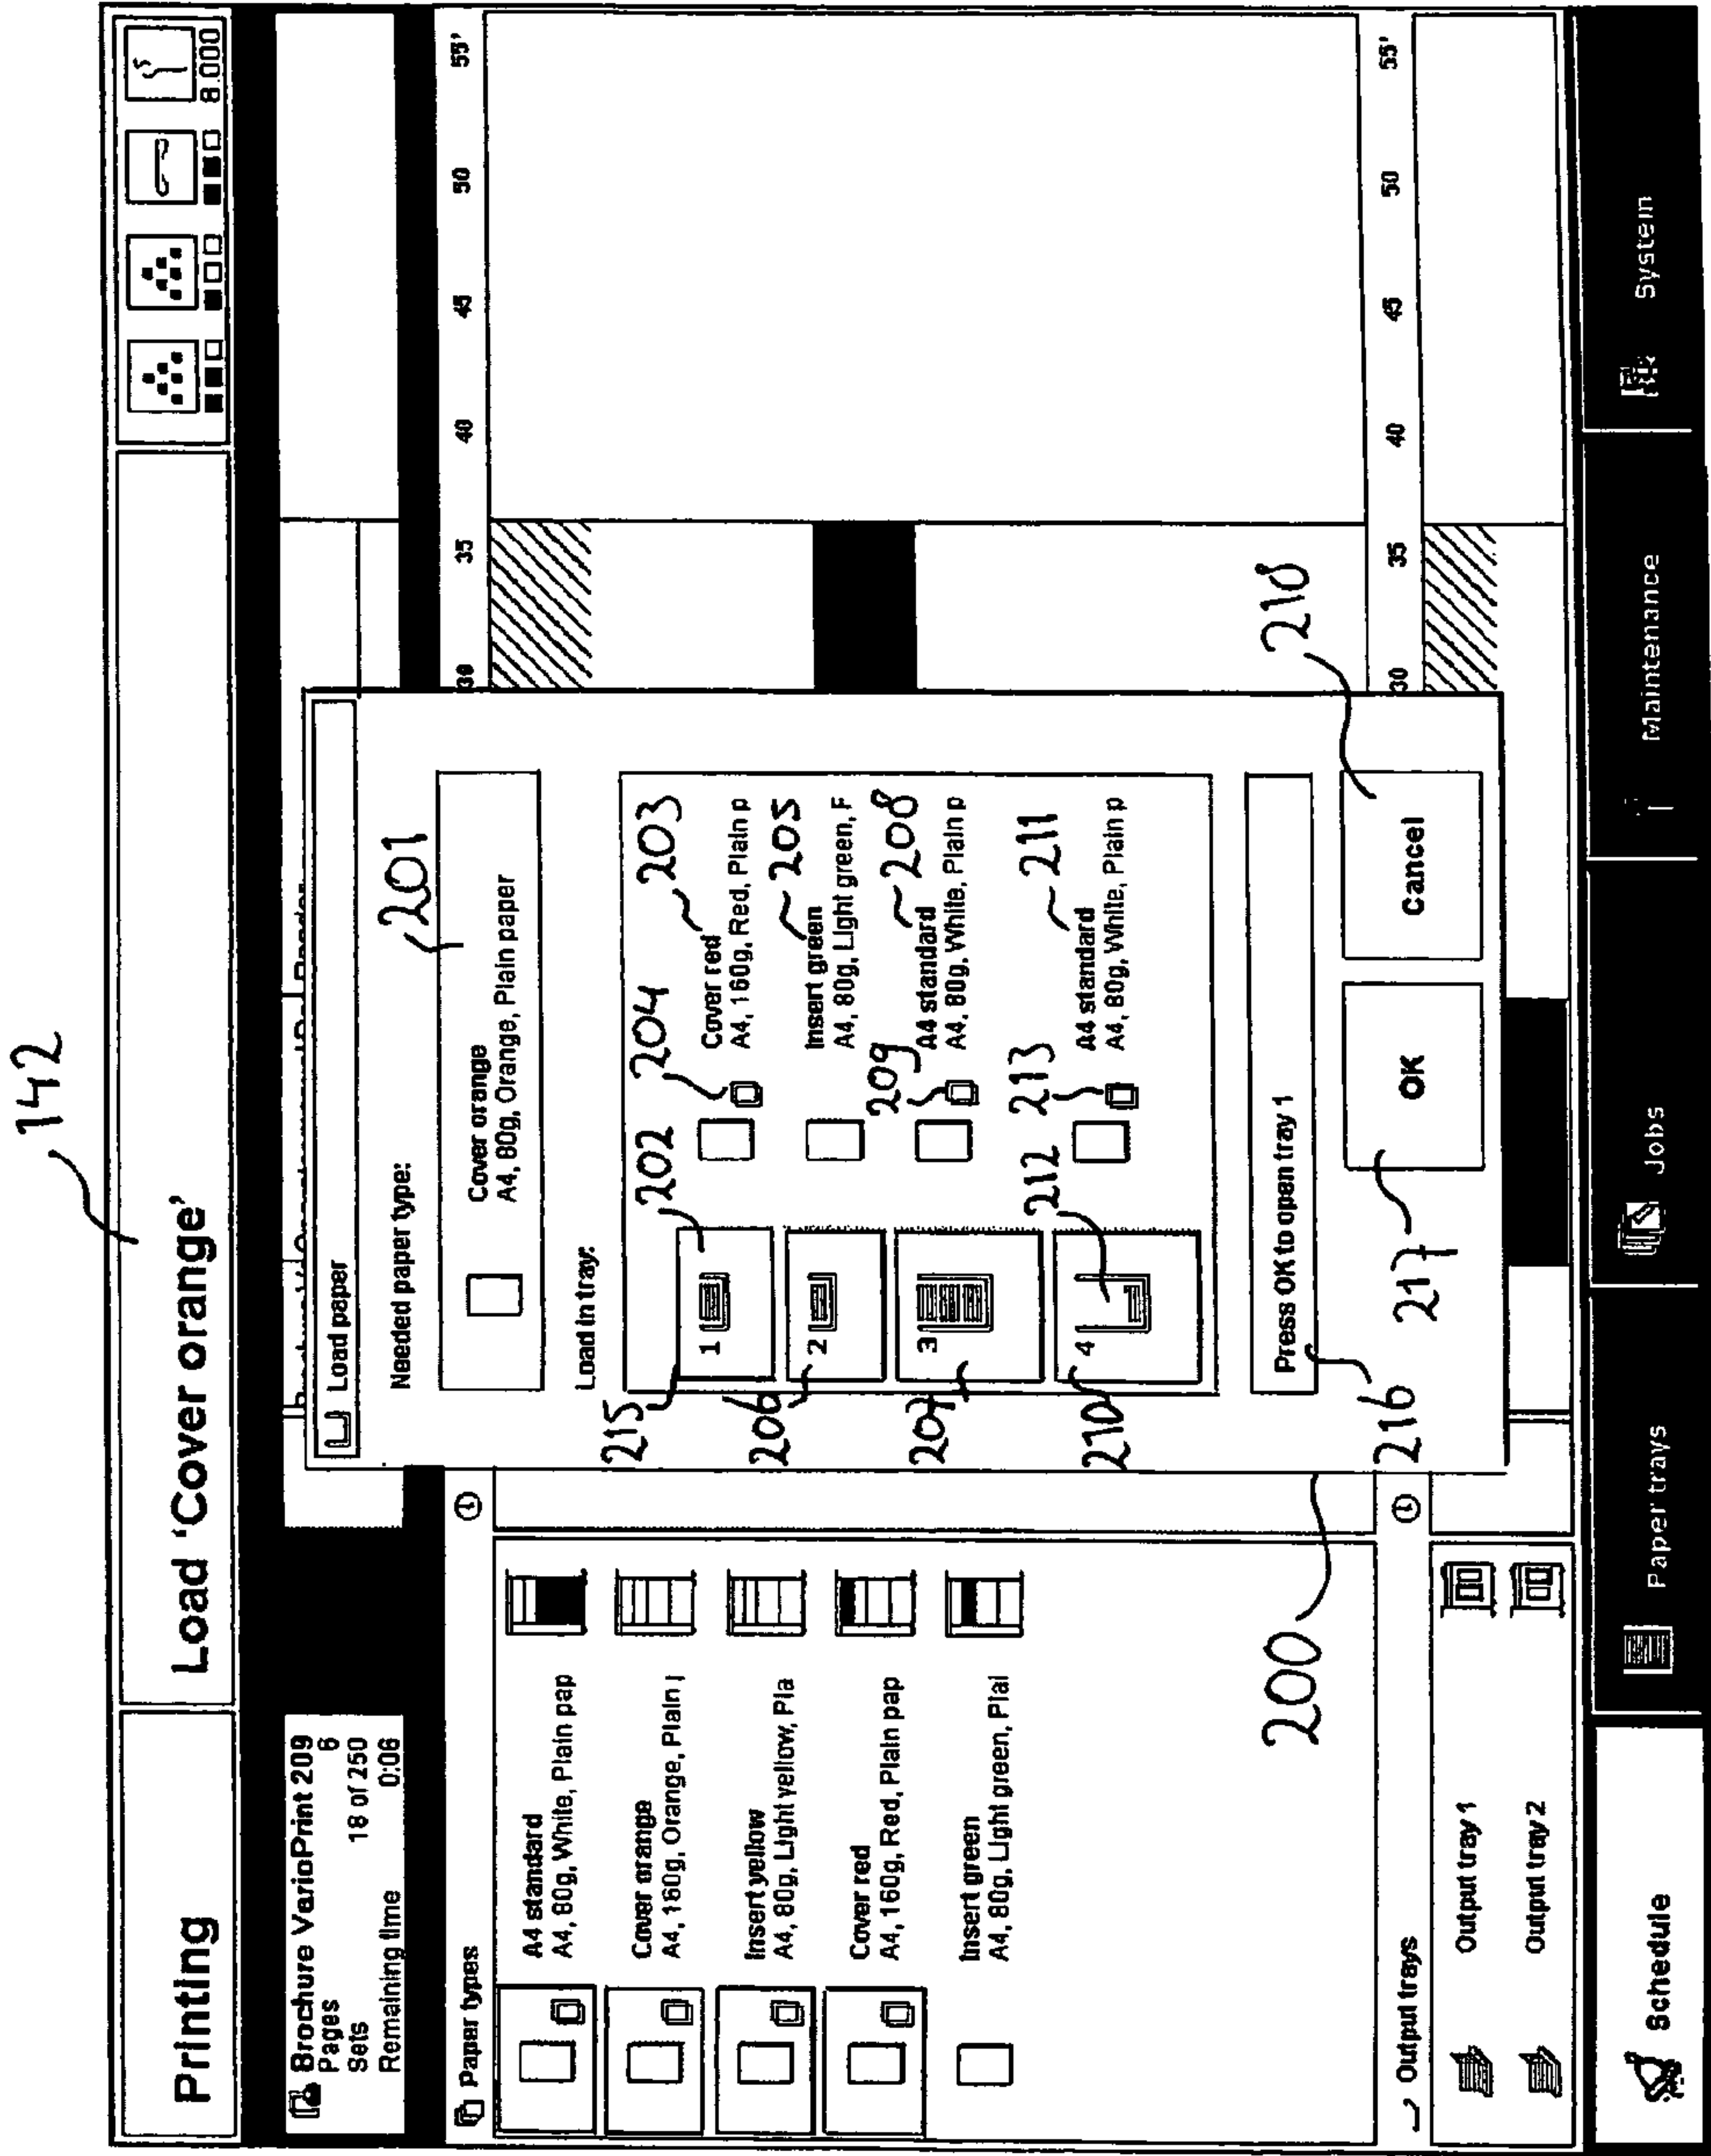 142
Printing
Load 'Cover orange'
8.000
Brochure VarioPrint 209
Pages 6
Sets 18 of 250
Remaining time 0:06
Paper types
30 35 40 45 50 55'
A4 standard
A4, 80g, White, Plain pap
Cover orange
A4, 160g, Orange, Plain
Insert yellow
A4, 80g, Light yellow, Pla
Cover red
A4, 160g, Red, Plain pap
Insert green
A4, 80g, Light green, Plai
200
Load paper
Needed paper type:
201
Cover orange
A4, 80g, Orange, Plain paper
Load in tray:
215
202
204
203
1
Cover red
A4, 160g, Red, Plain p
206
205
2
Insert green
A4, 80g, Light green, F
207
209
208
3
A4 standard
A4, 80g, White, Plain p
210
212
213
211
4
A4 standard
A4, 80g, White, Plain p
Press OK to open tray 1
216
217
218
OK
Cancel
Output trays
30 35 40 45 50 55'
Output tray 1
Output tray 2
Schedule
Paper trays
Jobs
Maintenance
System